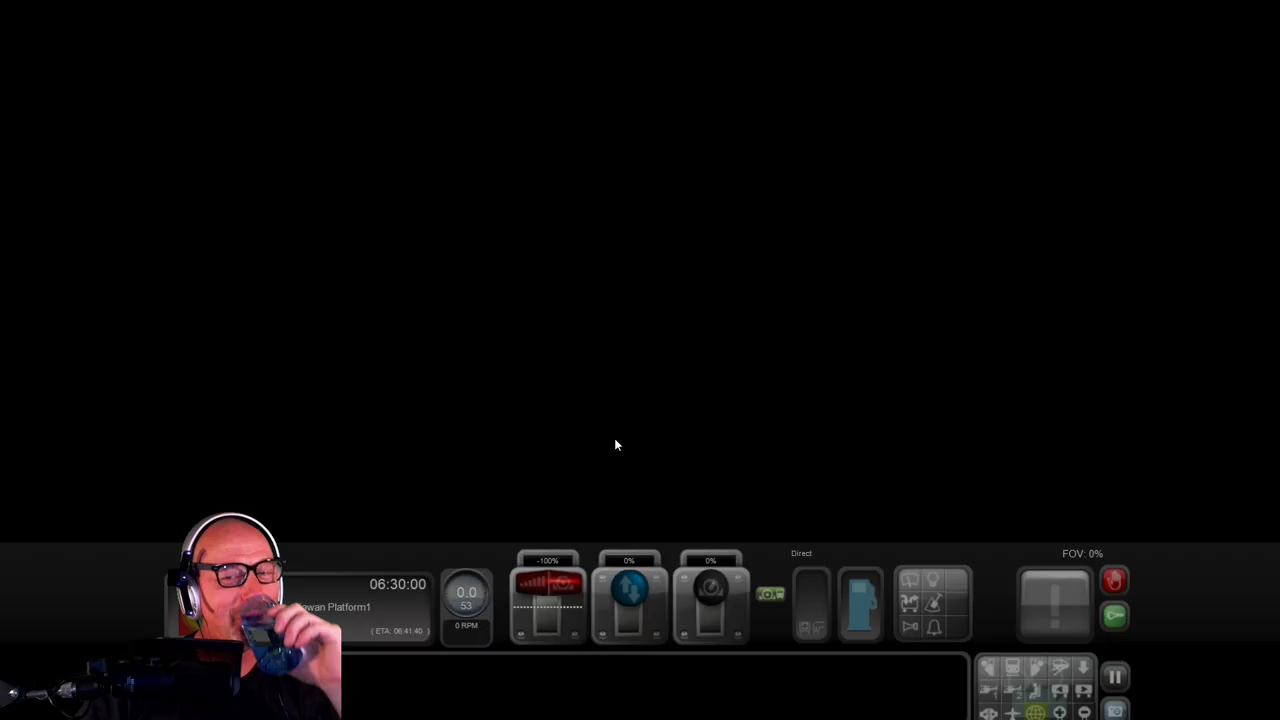 -100%
0%
0%
Direct
FOV: 0%
06:30:00
0.0
53
Platform1
0 RPM
( ETA: 06:41:40 )